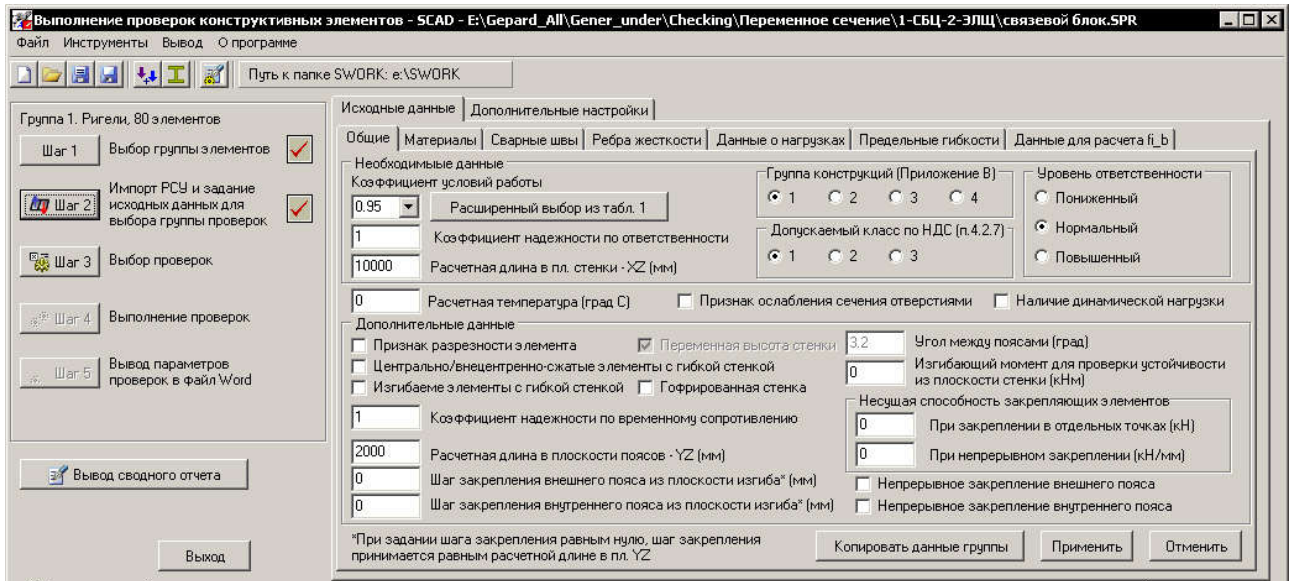 Выполнение проверок конструктивных элементов - SCAD - E:\Gepard_All\Gener_under\Checking\Переменное сечение\1-СБЦ-2-ЭЛЩ\связевой блок.SPR
Файл Инструменты Вывод О программе
Путь к папке SWORK: e:\SWORK
Группа 1. Ригели, 80 элементов
Шаг 1
Выбор группы элементов
Шаг 2
Импорт РСУ и задание
исходных данных для
выбора группы проверок
Шаг 3
Выбор проверок
Шаг 4
Выполнение проверок
Шаг 5
Вывод параметров
проверок в файл Word
Вывод сводного отчета
Выход
Исходные данные Дополнительные настройки
Общие Материалы Сварные швы Ребра жесткости Данные о нагрузках Предельные гибкости Данные для расчета fi_b
Необходимыые данные
Коэффициент условий работы
0.95 Расширенный выбор из табл. 1
1 Коэффициент надежности по ответственности
10000 Расчетная длина в пл. стенки - XZ (мм)
Группа конструкций (Приложение В)
1 2 3 4
Допускаемый класс по НДС (п.4.2.7)
1 2 3
Уровень ответственности
Пониженный
Нормальный
Повышенный
0 Расчетная температура (град С) Признак ослабления сечения отверстиями Наличие динамической нагрузки
Дополнительные данные
Признак разрезности элемента Переменная высота стенки 3.2 Угол между поясами (град)
Центрально/внецентренно-сжатые элементы с гибкой стенкой
Изгибаеме элементы с гибкой стенкой Гофрированная стенка
0 Изгибающий момент для проверки устойчивости
из плоскости стенки (кНм)
1 Коэффициент надежности по временному сопротивлению
2000 Расчетная длина в плоскости поясов - YZ (мм)
0 Шаг закрепления внешнего пояса из плоскости изгиба* (мм)
0 Шаг закрепления внутреннего пояса из плоскости изгиба* (мм)
Несущая способность закрепляющих элементов
0 При закреплении в отдельных точках (кН)
0 При непрерывном закреплении (кН/мм)
Непрерывное закрепление внешнего пояса
Непрерывное закрепление внутреннего пояса
*При задании шага закрепления равным нулю, шаг закрепления
принимается равным расчетной длине в пл. YZ
Копировать данные группы Применить Отменить